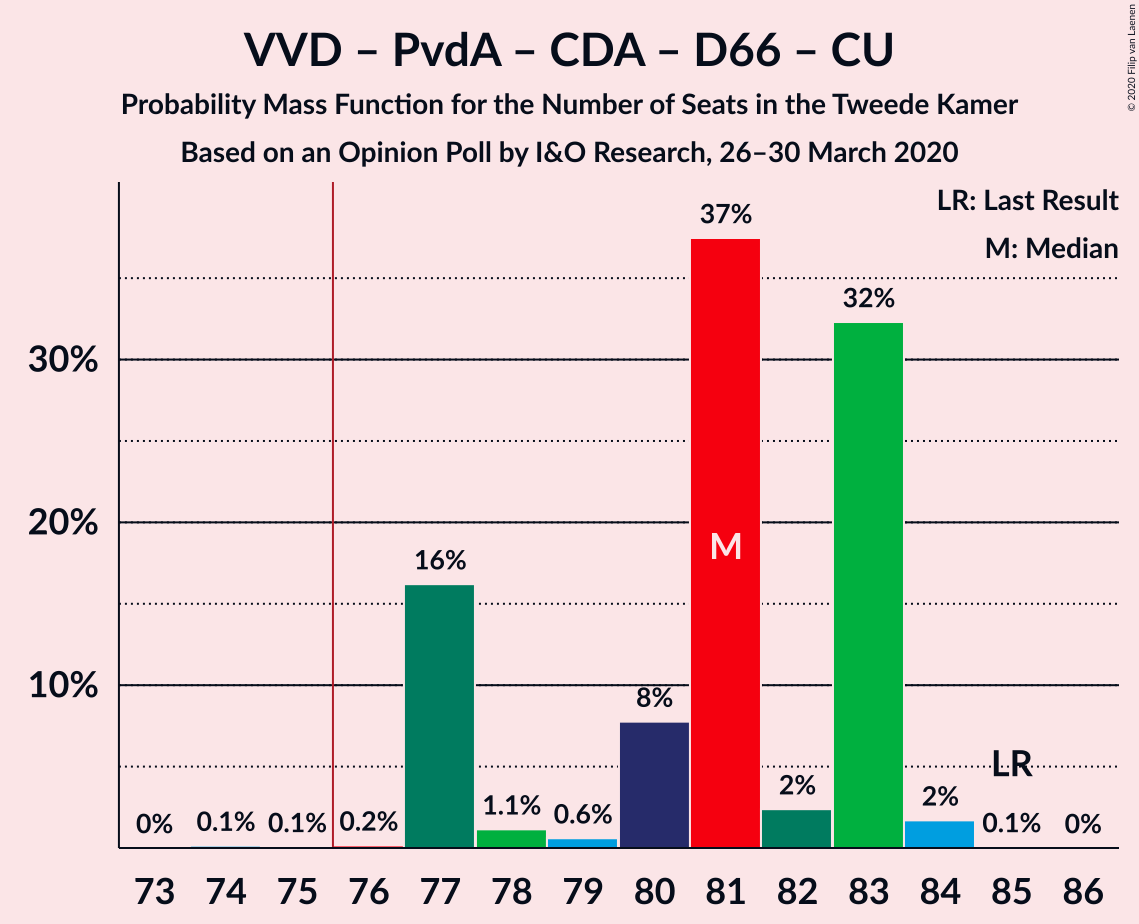 VVD – PvdA – CDA – D66 – CU
Probability Mass Function for the Number of Seats in the Tweede Kamer
Based on an Opinion Poll by I&O Research, 26–30 March 2020
© 2020 Filip van Laenen
LR: Last Result
M: Median
37%
32%
30%
20%
16%
M
10%
8%
LR
0%
0.1%
0.1%
0.2%
1.1%
0.6%
2%
2%
0.1%
0%
73 74 75 76 77 78 79 80 81 82 83 84 85 86